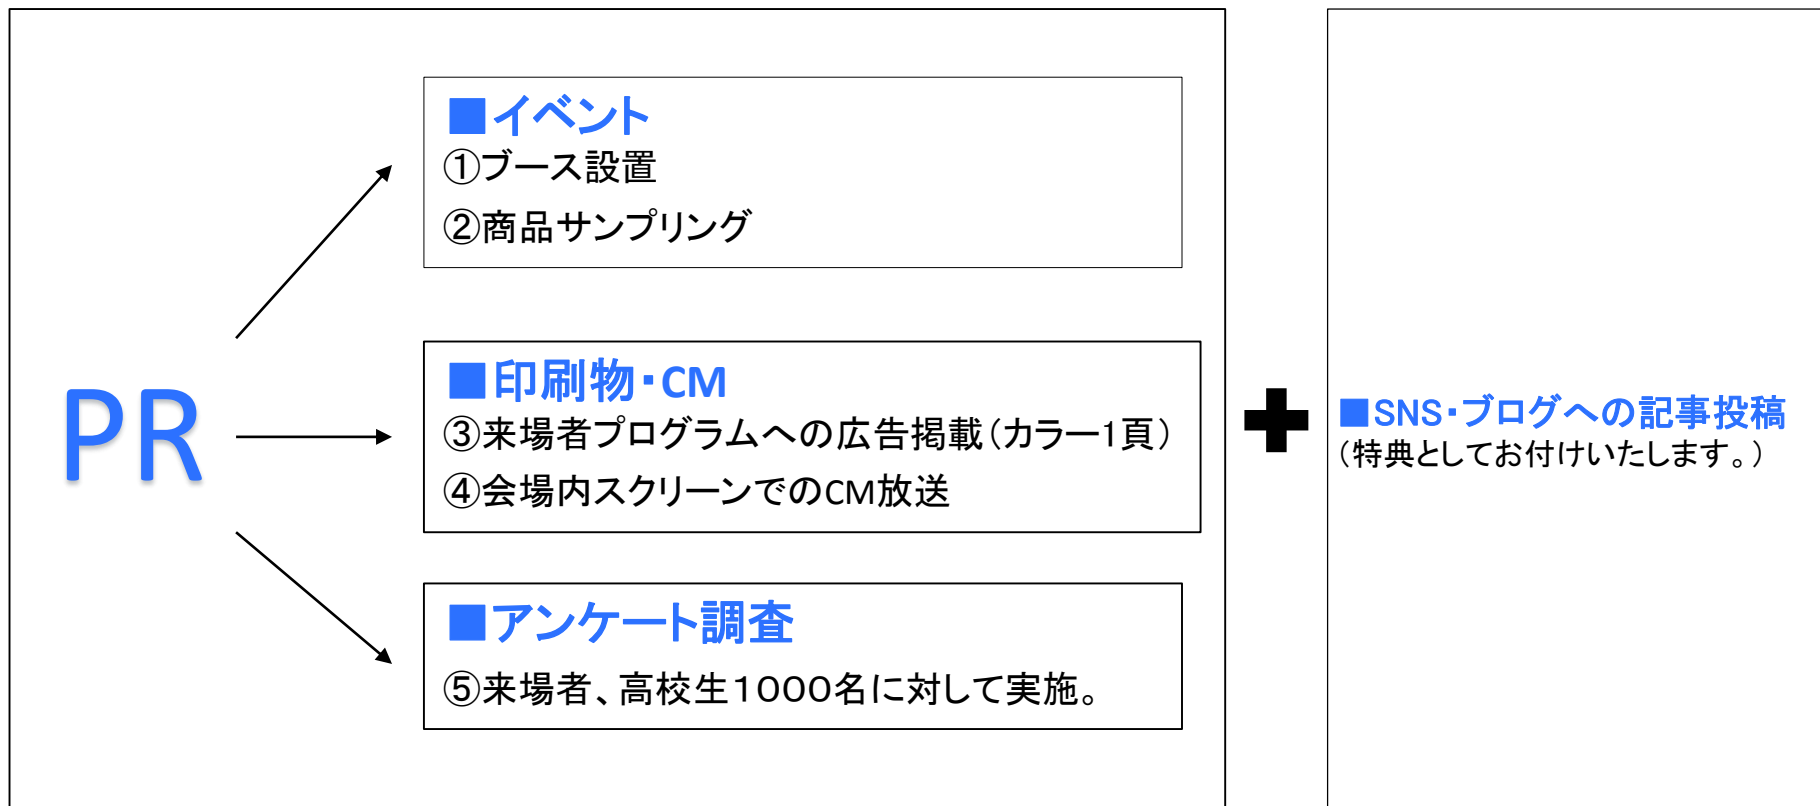 PR
■イベント
①ブース設置
②商品サンプリング
■印刷物・CM
③来場者プログラムへの広告掲載（カラー1頁）
④会場内スクリーンでのCM放送
■アンケート調査
⑤来場者、高校生１０００名に対して実施。
■SNS・ブログへの記事投稿
（特典としてお付けいたします。）